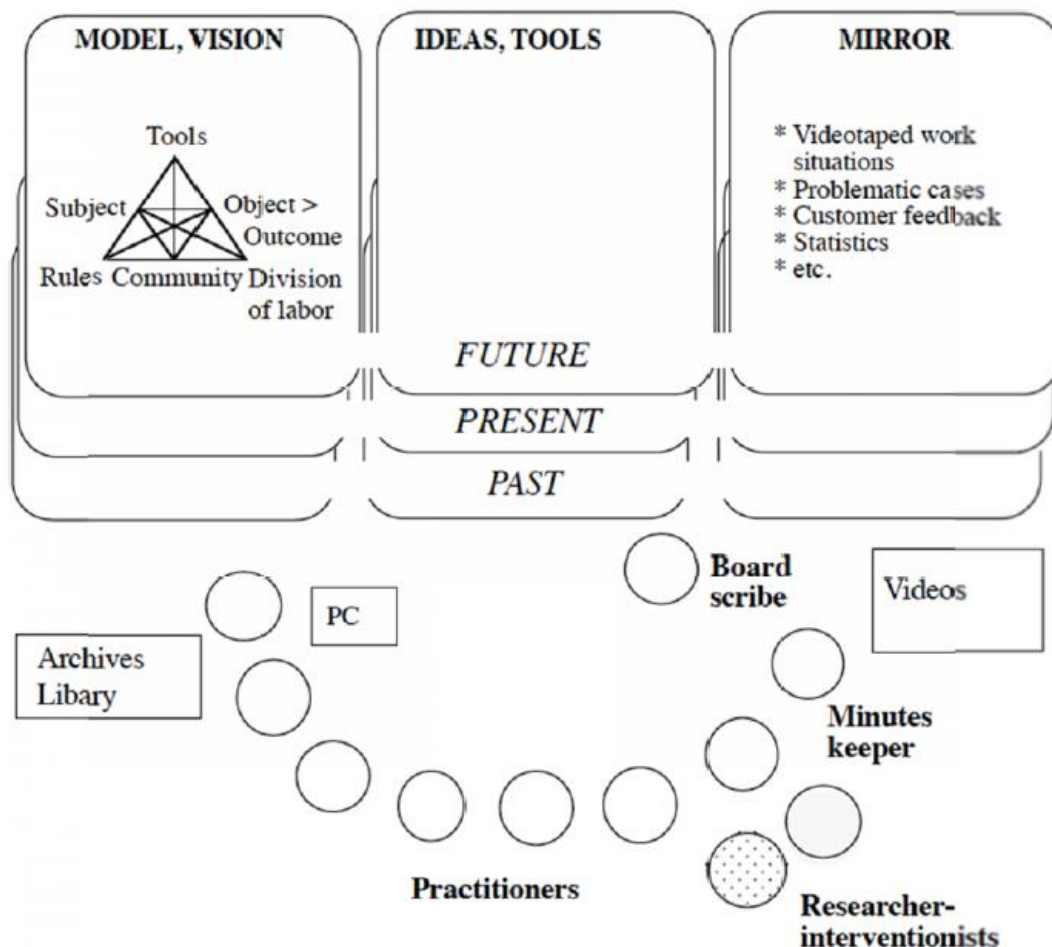 MODEL, VISION
IDEAS, TOOLS
MIRROR
Tools
Subject
Object >
Outcome
Rules
Community
Division
of labor
* Videotaped work
situations
* Problematic cases
* Customer feedback
* Statistics
* etc.
FUTURE
PRESENT
PAST
Board
scribe
Videos
PC
Archives
Libary
Minutes
keeper
Practitioners
Researcher-
interventionists